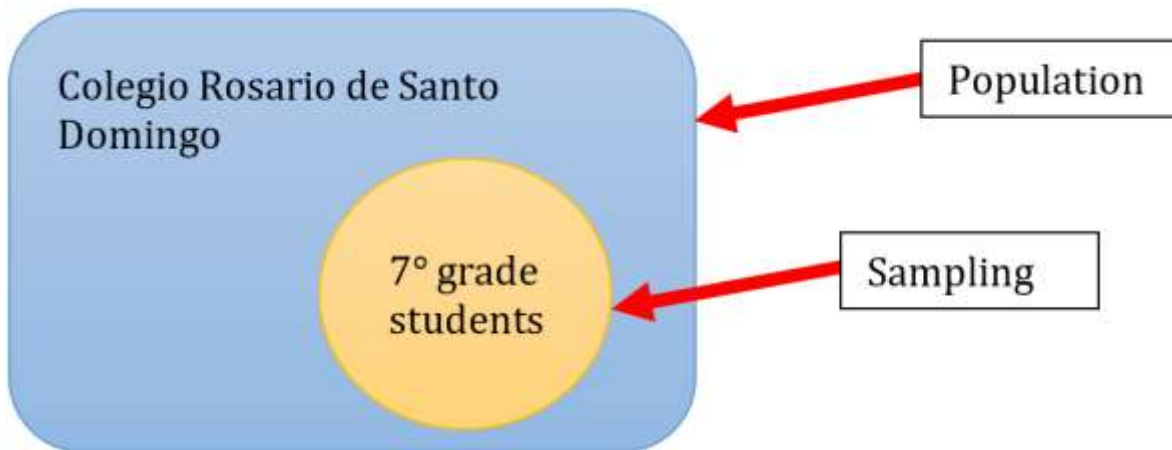 Colegio Rosario de Santo
Domingo
7° grade
students
Population
Sampling